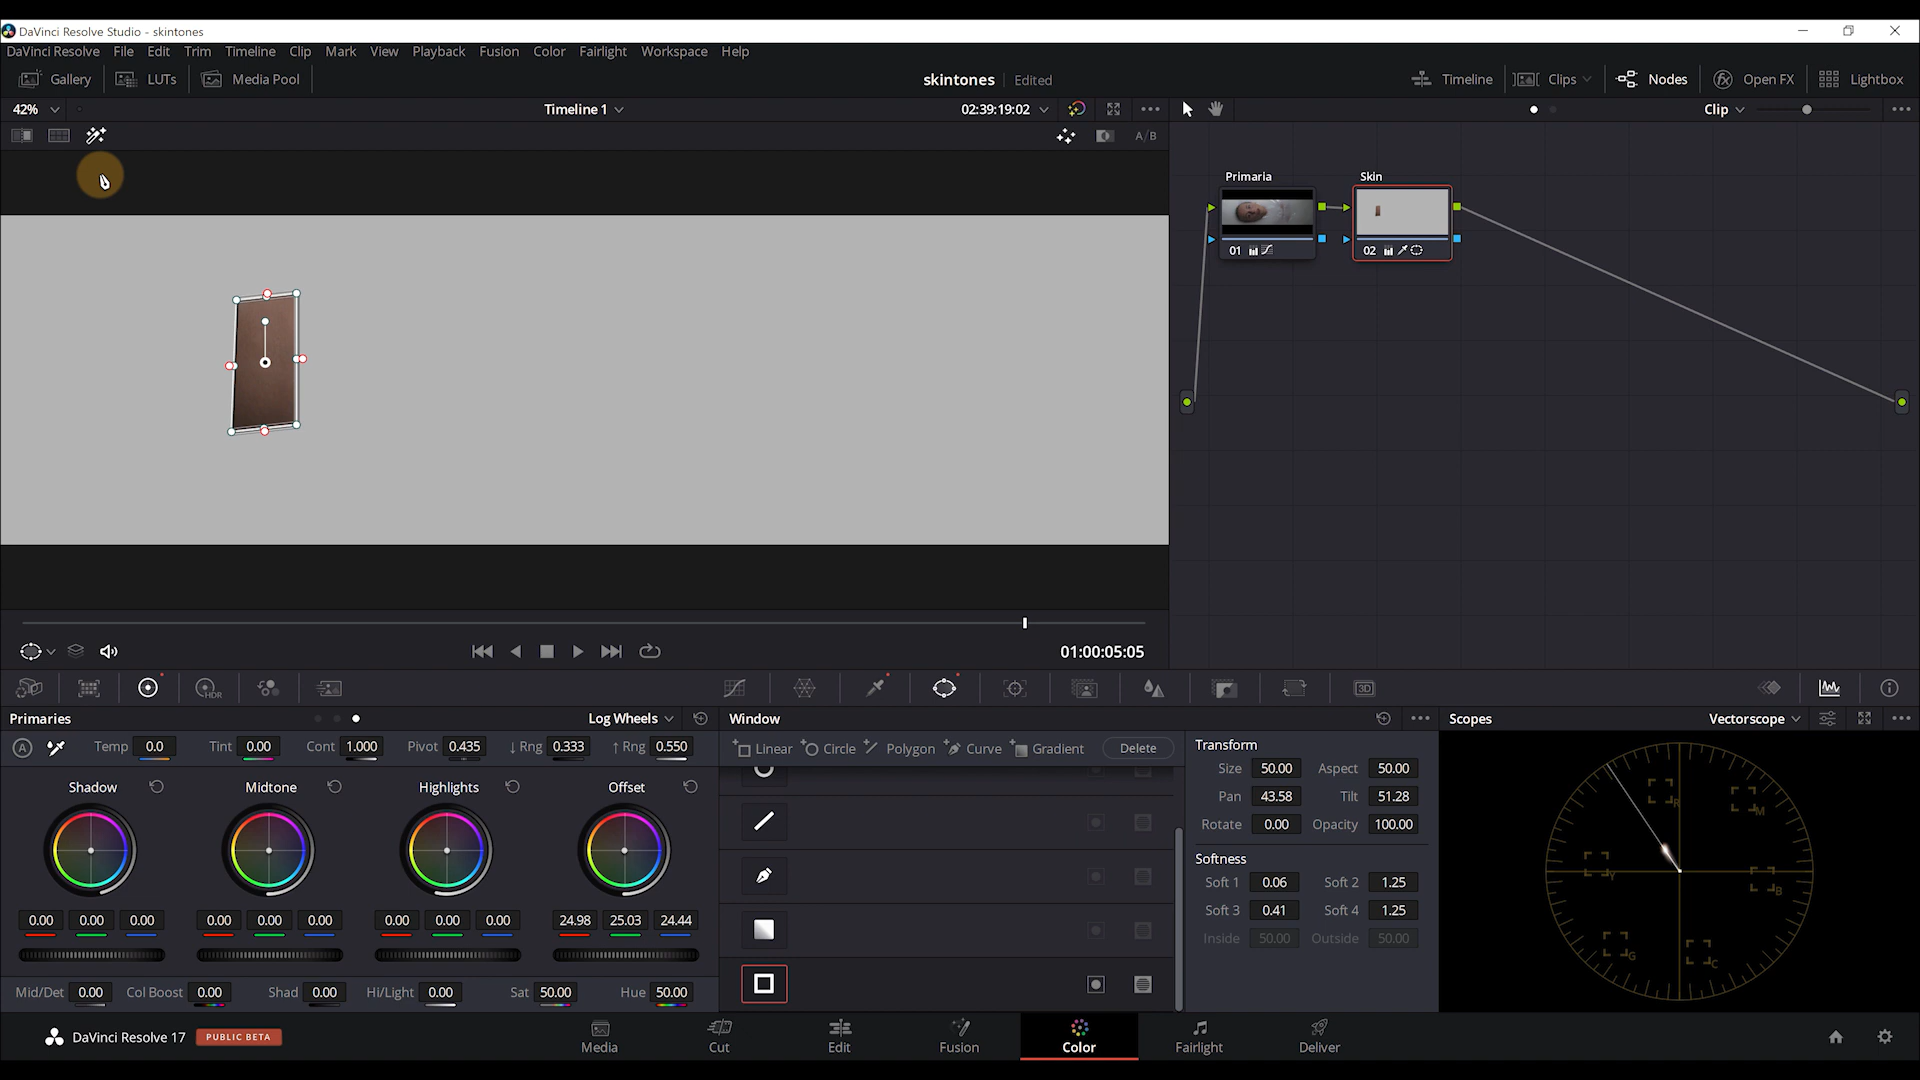 DaVinci Resolve Studio - skintones
DaVinci Resolve File Edit Trim Timeline Clip Mark View Playback Fusion Color Fairlight Workspace Help
Gallery LUTs Media Pool skintones Edited Timeline Clips Nodes Open FX Lightbox
42% Timeline 1 02:39:19:02 Clip
A/B
Primaria Skin
01 02
01:00:05:05
HDR 3D
Primaries Log Wheels Window Scopes Vectorscope
A Temp 0.0 Tint 0.00 Cont 1.000 Pivot 0.435 ↓ Rng 0.333 ↑ Rng 0.550
Linear Circle Polygon Curve Gradient Delete
Transform
Size 50.00 Aspect 50.00
Pan 43.58 Tilt 51.28
Rotate 0.00 Opacity 100.00
Softness
Soft 1 0.06 Soft 2 1.25
Soft 3 0.41 Soft 4 1.25
Inside 50.00 Outside 50.00
R M B C G Y
Shadow Midtone Highlights Offset
0.00 0.00 0.00 0.00 0.00 0.00 0.00 0.00 0.00 24.98 25.03 24.44
Mid/Det 0.00 Col Boost 0.00 Shad 0.00 Hi/Light 0.00 Sat 50.00 Hue 50.00
DaVinci Resolve 17 PUBLIC BETA
Media Cut Edit Fusion Color Fairlight Deliver